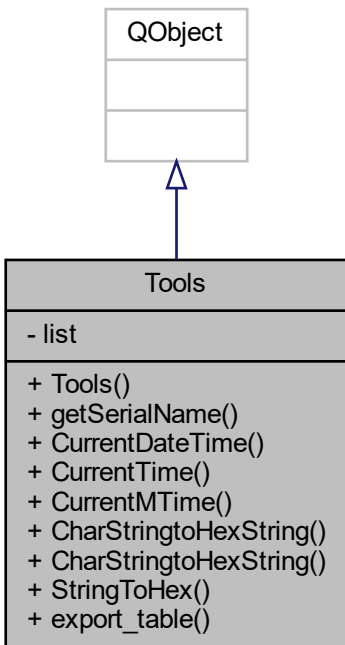 QObject
Tools
- list
+ Tools()
+ getSerialName()
+ CurrentDateTime()
+ CurrentTime()
+ CurrentMTime()
+ CharStringtoHexString()
+ CharStringtoHexString()
+ StringToHex()
+ export_table()